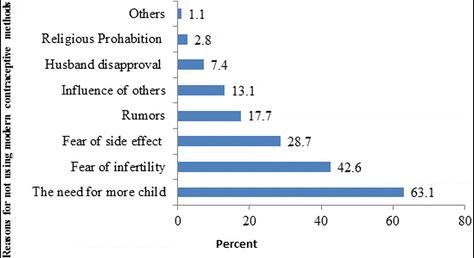 Reasons for not using modern contraceptive methods
Others 1.1
Religious Prohabition 2.8
Husband disapproval 7.4
Influence of others 13.1
Rumors 17.7
Fear of side effect 28.7
Fear of infertility 42.6
The need for more child 63.1
0 20 40 60 80
Percent